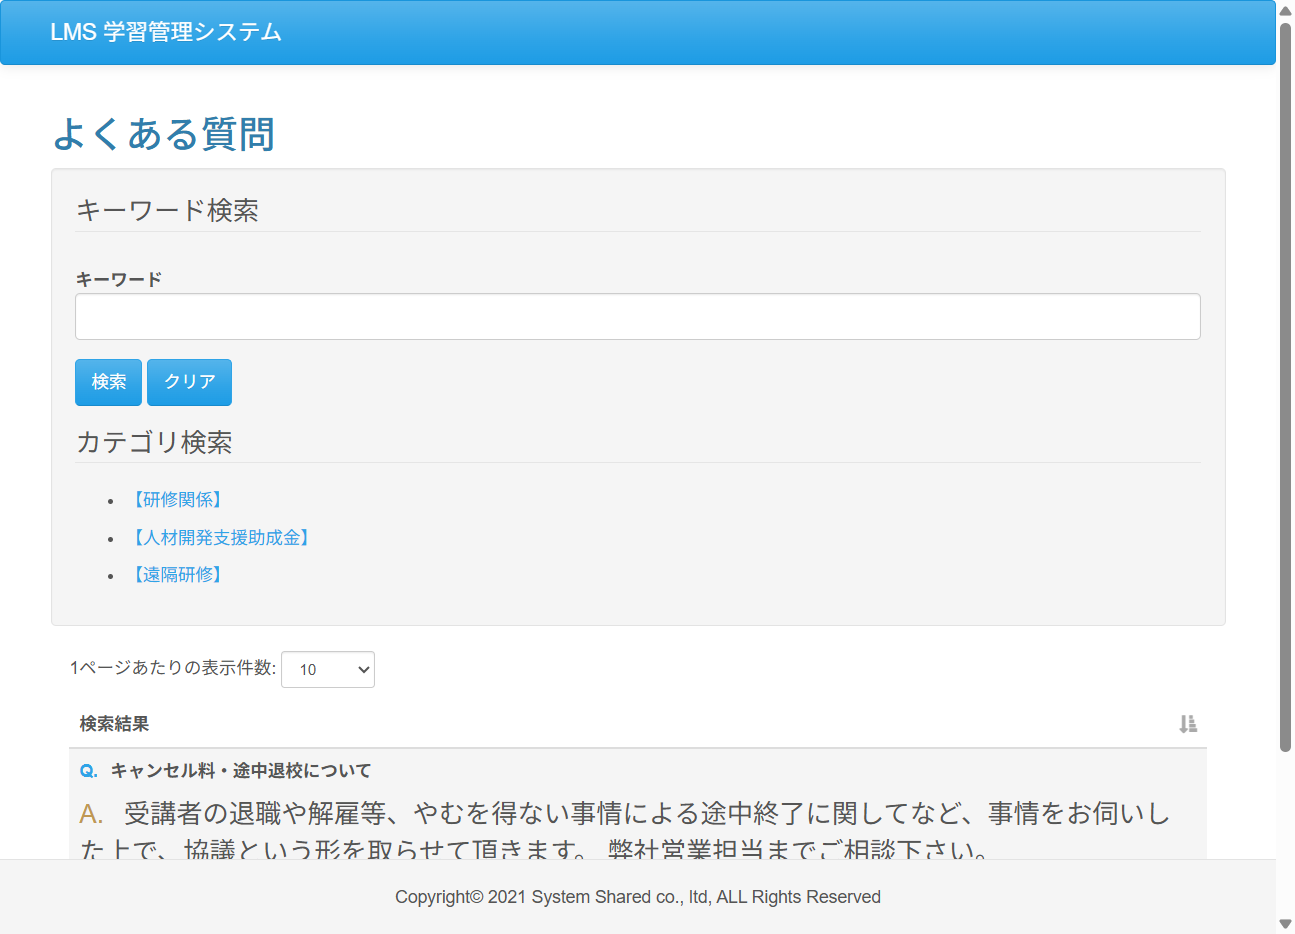 LMS 学習管理システム
よくある質問
キーワード検索
キーワード
検索 クリア
カテゴリ検索
【研修関係】
【人材開発支援助成金】
【遠隔研修】
1ページあたりの表示件数: 10
検索結果
Q. キャンセル料・途中退校について
A. 受講者の退職や解雇等、やむを得ない事情による途中終了に関してなど、事情をお伺いし
た上で、協議という形を取らせて頂きます。 弊社営業担当までご相談下さい。
Copyright© 2021 System Shared co., ltd, ALL Rights Reserved